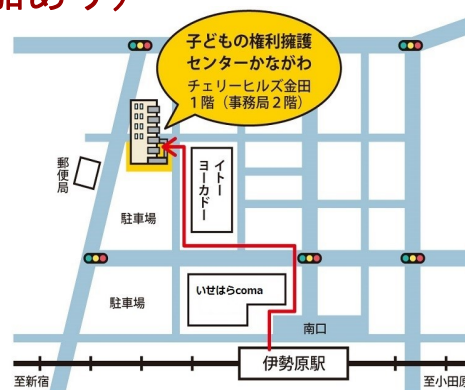 子どもの権利擁護
センターかながわ
チェリーヒルズ金田
1階（事務局2階）
郵便局
イトー
ヨーカドー
駐車場
いせはらcoma
駐車場
南口
伊勢原駅
至新宿
至小田原